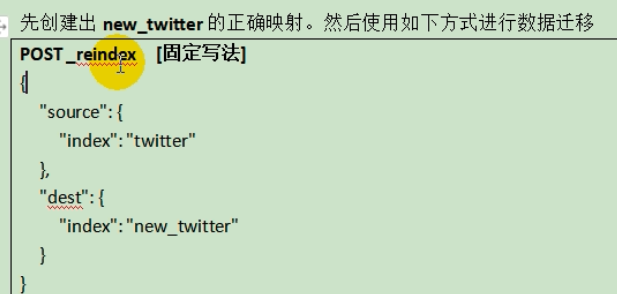 先创建出 new_twitter 的正确映射。然后使用如下方式进行数据迁移
POST _reindex [固定写法]
{
"source": {
"index": "twitter"
},
"dest": {
"index": "new_twitter"
}
}